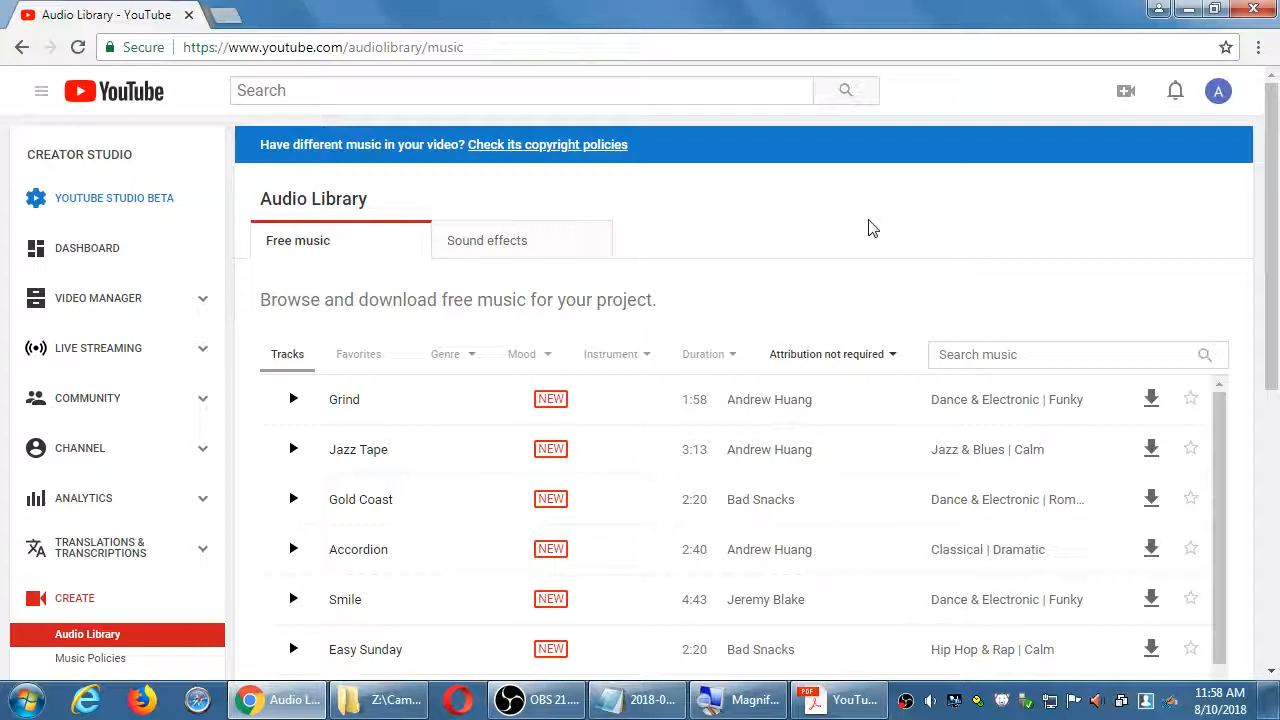 Audio Library - YouTube
Secure https://www.youtube.com/audiolibrary/music
YouTube
Search
A
CREATOR STUDIO
YOUTUBE STUDIO BETA
DASHBOARD
VIDEO MANAGER
LIVE STREAMING
COMMUNITY
CHANNEL
ANALYTICS
TRANSLATIONS &
TRANSCRIPTIONS
CREATE
Audio Library
Music Policies
Have different music in your video? Check its copyright policies
Audio Library
Free music Sound effects
Browse and download free music for your project.
Tracks Favorites Genre Mood Instrument Duration Attribution not required Search music
Grind NEW 1:58 Andrew Huang Dance & Electronic | Funky
Jazz Tape NEW 3:13 Andrew Huang Jazz & Blues | Calm
Gold Coast NEW 2:20 Bad Snacks Dance & Electronic | Rom...
Accordion NEW 2:40 Andrew Huang Classical | Dramatic
Smile NEW 4:43 Jeremy Blake Dance & Electronic | Funky
Easy Sunday NEW 2:20 Bad Snacks Hip Hop & Rap | Calm
Audio L... Z:\Cam... OBS 21.... 2018-0... Magnif... PDF YouTu...
11:58 AM
8/10/2018